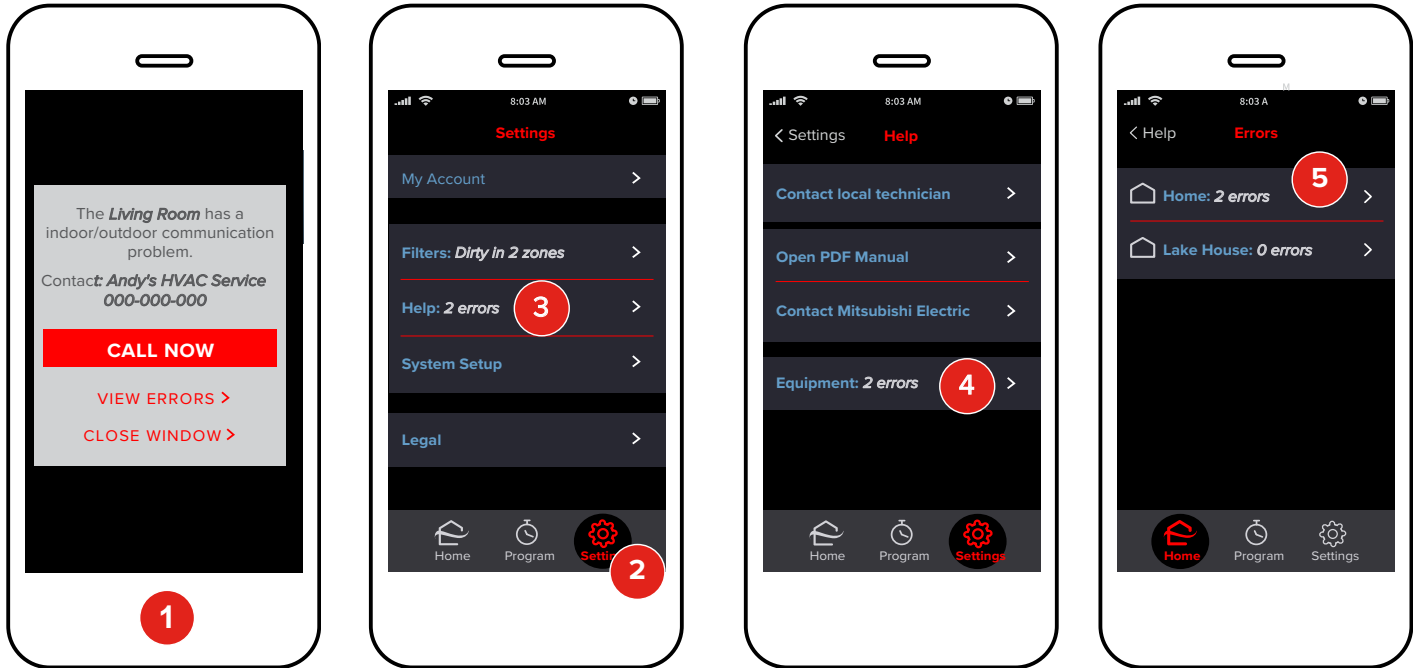 The Living Room has a
indoor/outdoor communication
problem.
Contact: Andy's HVAC Service
000-000-000
CALL NOW
VIEW ERRORS >
CLOSE WINDOW >
1
8:03 AM
Settings
My Account >
Filters: Dirty in 2 zones >
Help: 2 errors >
3
System Setup >
Legal >
Home Program Settings
2
8:03 AM
< Settings Help
Contact local technician >
Open PDF Manual >
Contact Mitsubishi Electric >
Equipment: 2 errors >
4
Home Program Settings
M
8:03 A
< Help Errors
5
Home: 2 errors >
Lake House: 0 errors >
Home Program Settings